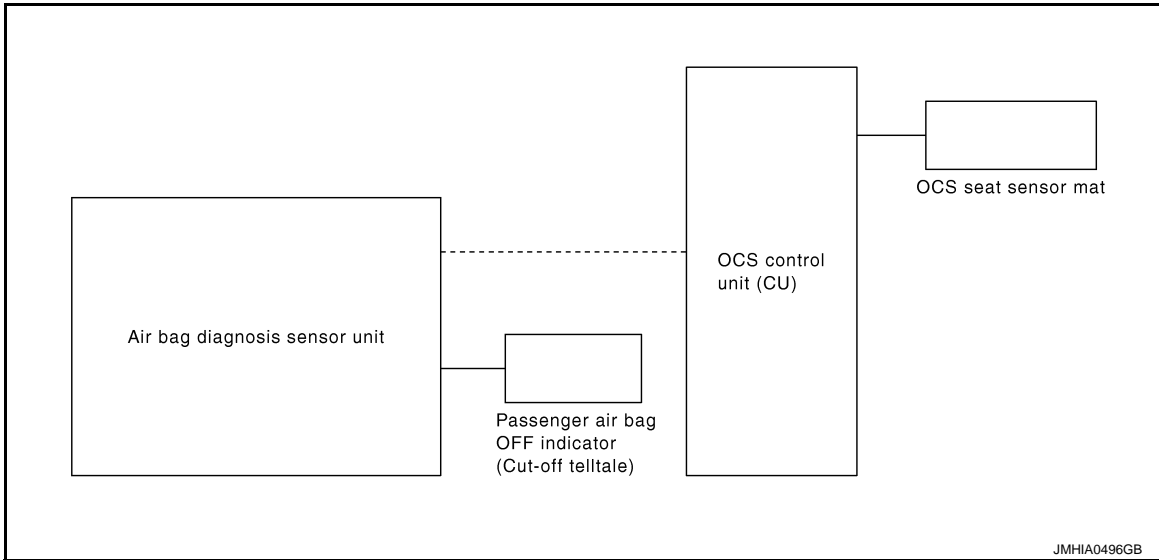 OCS seat sensor mat
OCS control
unit (CU)
Air bag diagnosis sensor unit
Passenger air bag
OFF indicator
(Cut-off telltale)
JMHIA0496GB